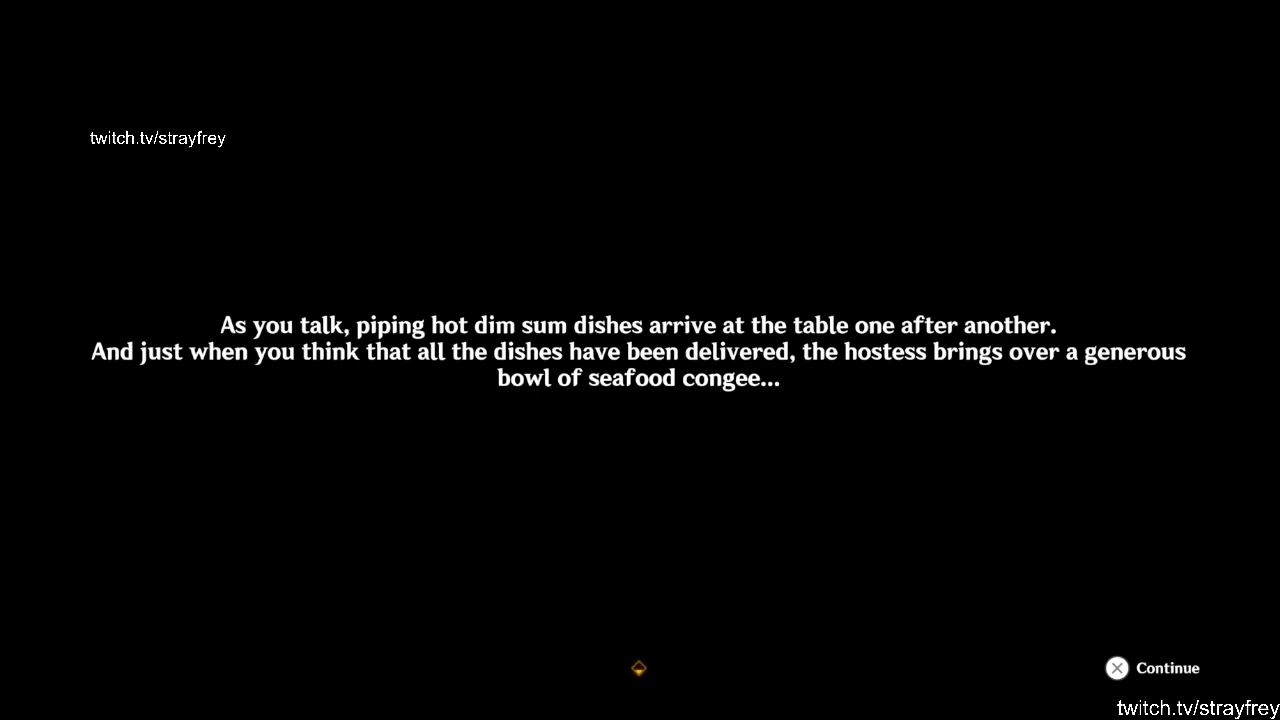 twitch.tv/strayfrey
As you talk, piping hot dim sum dishes arrive at the table one after another.
And just when you think that all the dishes have been delivered, the hostess brings over a generous
bowl of seafood congee...
Continue
twitch.tv/strayfrey